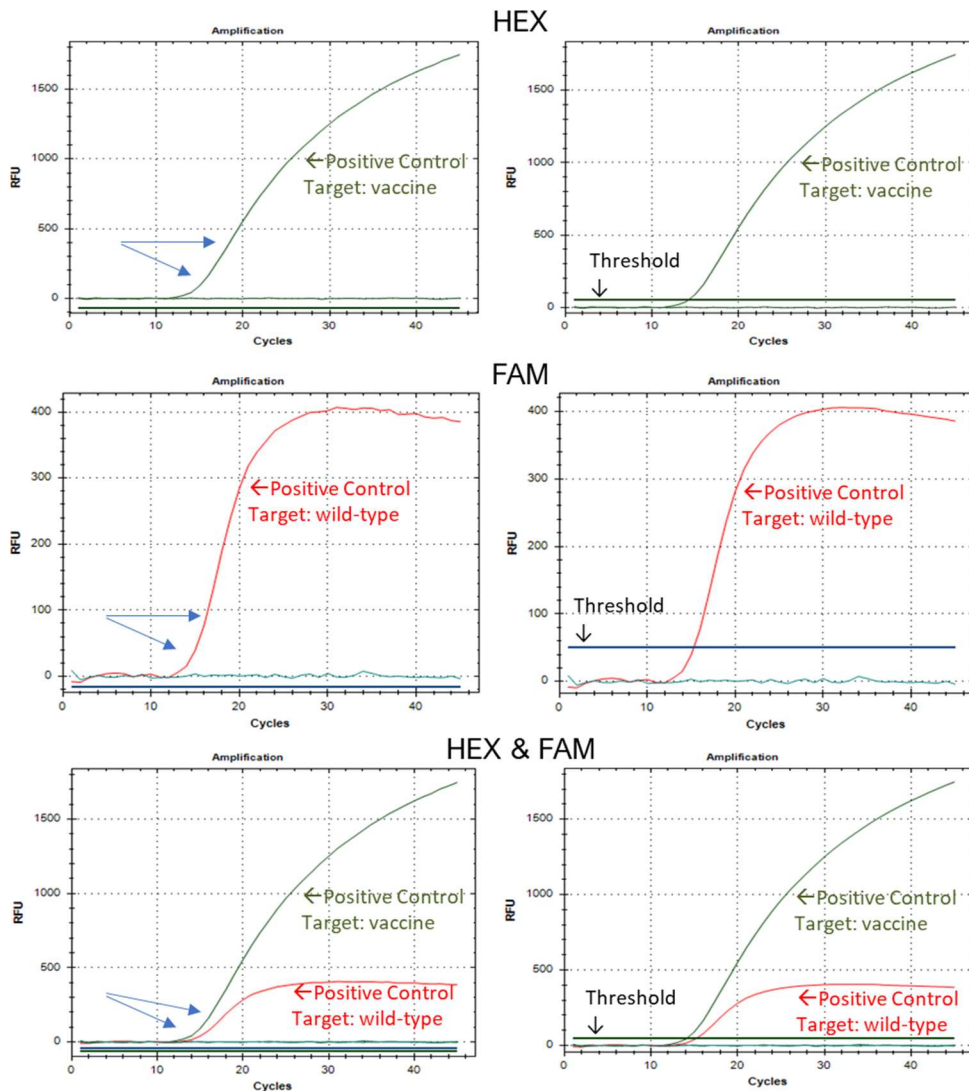 HEX
Amplification
1500
1000
500
0
RFU
←Positive Control
Target: vaccine
0
10
20
30
40
Cycles
Amplification
1500
1000
500
0
RFU
←Positive Control
Target: vaccine
Threshold
↓
0
10
20
30
40
Cycles
FAM
Amplification
400
300
200
100
0
RFU
←Positive Control
Target: wild-type
0
10
20
30
40
Cycles
Amplification
400
300
200
100
0
RFU
←Positive Control
Target: wild-type
Threshold
↓
0
10
20
30
40
Cycles
HEX & FAM
Amplification
1500
1000
500
0
RFU
←Positive Control
Target: vaccine
←Positive Control
Target: wild-type
0
10
20
30
40
Cycles
Amplification
1500
1000
500
0
RFU
←Positive Control
Target: vaccine
Threshold
↓
←Positive Control
Target: wild-type
0
10
20
30
40
Cycles